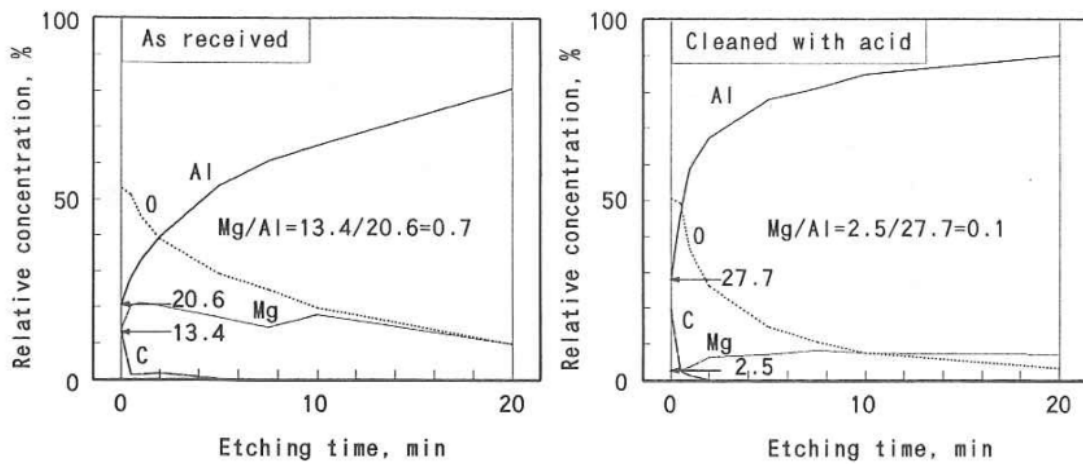 100
As received
Al
O
50
Mg/Al=13.4/20.6=0.7
20.6
Mg
13.4
C
0
0
10
20
Etching time, min
Relative concentration, %
100
Cleaned with acid
Al
50
O
Mg/Al=2.5/27.7=0.1
27.7
C
Mg
2.5
0
0
10
20
Etching time, min
Relative concentration, %